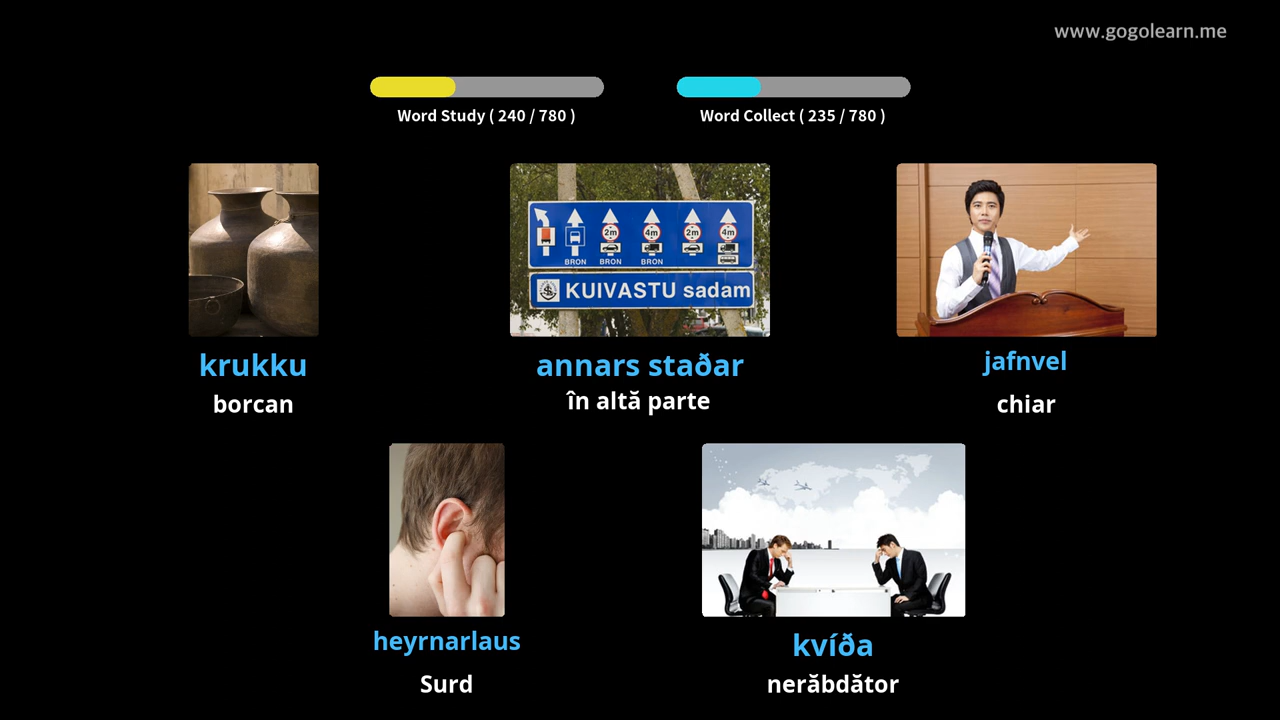 www.gogolearn.me
Word Study ( 240 / 780 )
Word Collect ( 235 / 780 )
2m
4m
2m
4m
BRON
BRON
BRON
KUIVASTU sadam
krukku
annars staðar
jafnvel
borcan
în altă parte
chiar
heyrnarlaus
kvíða
Surd
nerăbdător